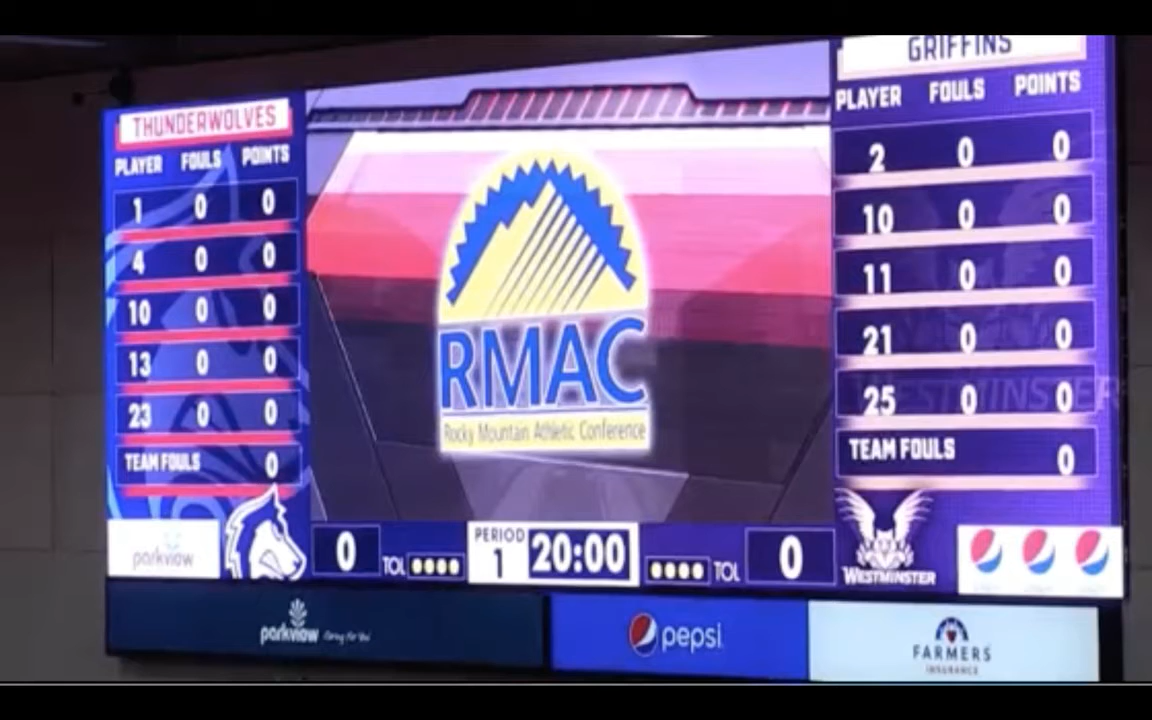 THUNDERWOLVES
PLAYER FOULS POINTS
1 0 0
4 0 0
10 0 0
13 0 0
23 0 0
TEAM FOULS 0
parkview
RMAC
Rocky Mountain Athletic Conference
GRIFFINS
PLAYER FOULS POINTS
2 0 0
10 0 0
11 0 0
21 0 0
25 0 0
TEAM FOULS 0
WESTMINSTER
WESTMINSTER
0 TOL
PERIOD
1
20:00
TOL 0
parkview
pepsi
FARMERS
INSURANCE